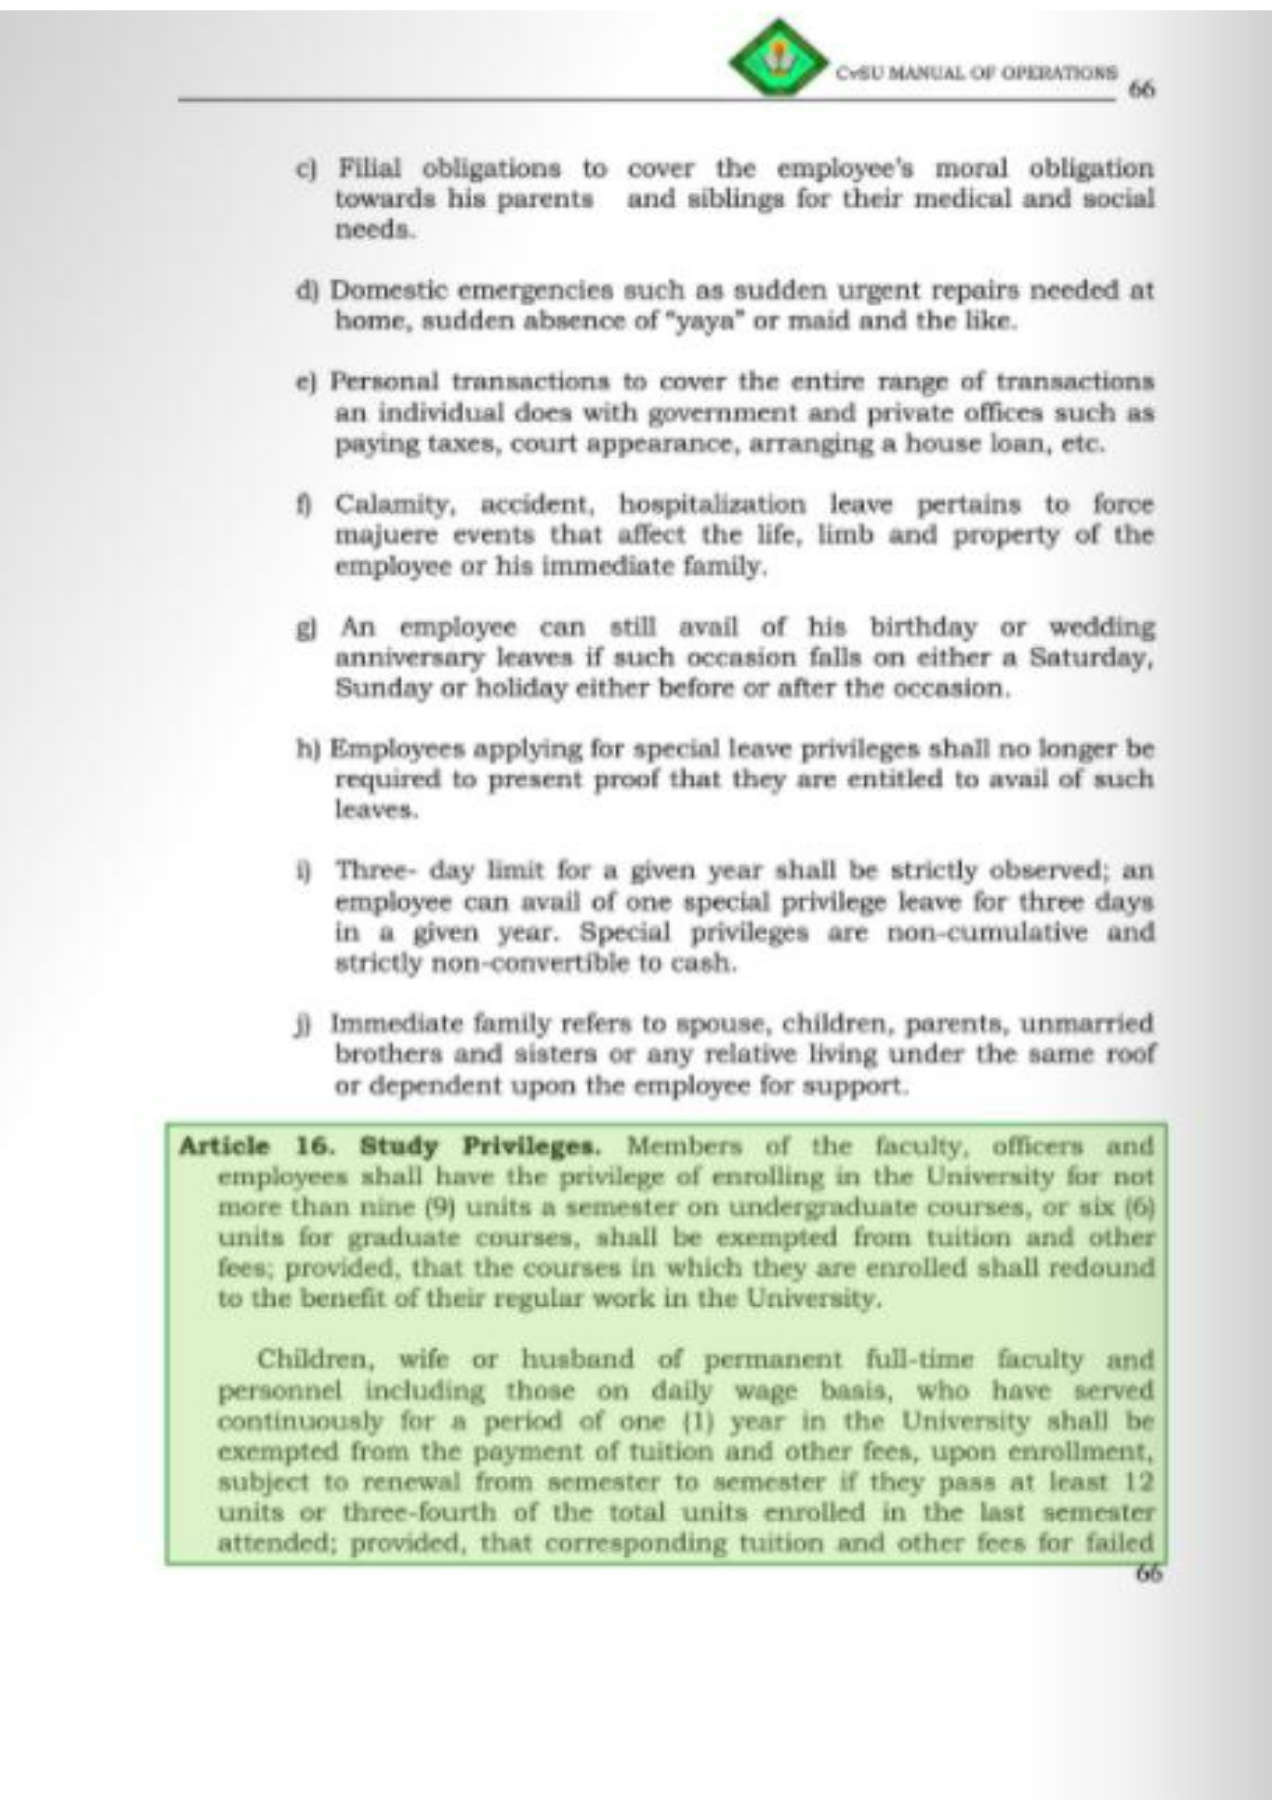 CvSU MANUAL OF OPERATIONS
66
c) Filial obligations to cover the employee's moral obligation
towards his parents and siblings for their medical and social
needs.
d) Domestic emergencies such as sudden urgent repairs needed at
home, sudden absence of "yaya" or maid and the like.
e) Personal transactions to cover the entire range of transactions
an individual does with government and private offices such as
paying taxes, court appearance, arranging a house loan, etc.
f) Calamity, accident, hospitalization leave pertains to force
majuere events that affect the life, limb and property of the
employee or his immediate family.
g) An employee can still avail of his birthday or wedding
anniversary leaves if such occasion falls on either a Saturday,
Sunday or holiday either before or after the occasion.
h) Employees applying for special leave privileges shall no longer be
required to present proof that they are entitled to avail of such
leaves.
i) Three- day limit for a given year shall be strictly observed; an
employee can avail of one special privilege leave for three days
in a given year. Special privileges are non-cumulative and
strictly non-convertible to cash.
j) Immediate family refers to spouse, children, parents, unmarried
brothers and sisters or any relative living under the same roof
or dependent upon the employee for support.
Article 16. Study Privileges. Members of the faculty, officers and
employees shall have the privilege of enrolling in the University for not
more than nine (9) units a semester on undergraduate courses, or six (6)
units for graduate courses, shall be exempted from tuition and other
fees; provided, that the courses in which they are enrolled shall redound
to the benefit of their regular work in the University.
Children, wife or husband of permanent full-time faculty and
personnel including those on daily wage basis, who have served
continuously for a period of one (1) year in the University shall be
exempted from the payment of tuition and other fees, upon enrollment,
subject to renewal from semester to semester if they pass at least 12
units or three-fourth of the total units enrolled in the last semester
attended; provided, that corresponding tuition and other fees for failed
66